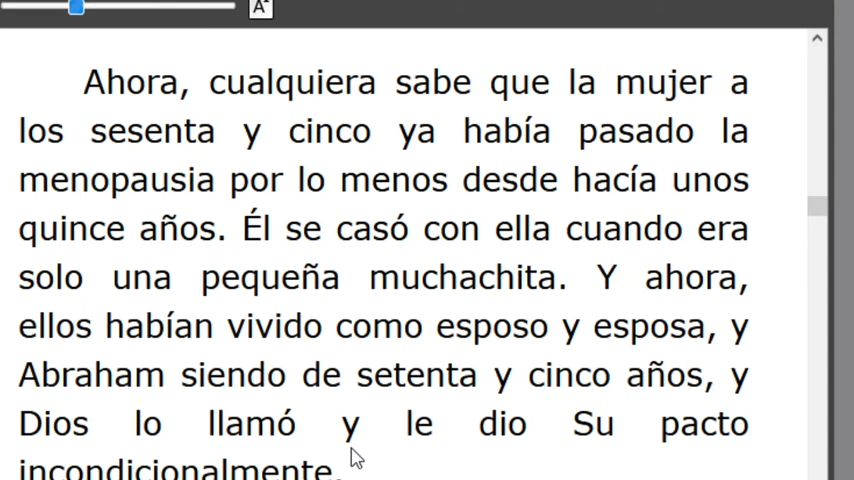 A
Ahora, cualquiera sabe que la mujer a
los sesenta y cinco ya había pasado la
menopausia por lo menos desde hacía unos
quince años. Él se casó con ella cuando era
solo una pequeña muchachita. Y ahora,
ellos habían vivido como esposo y esposa, y
Abraham siendo de setenta y cinco años, y
Dios lo llamó y le dio Su pacto
incondicionalmente.